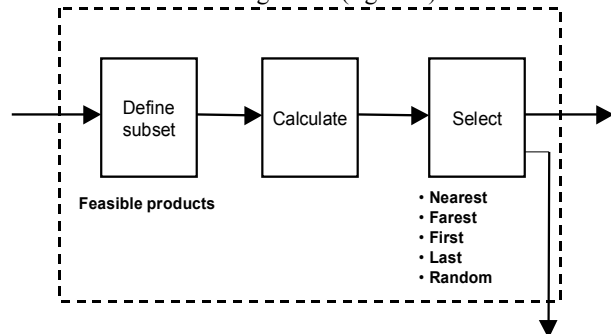 Define
subset
Calculate
Select
Feasible products
• Nearest
• Farest
• First
• Last
• Random